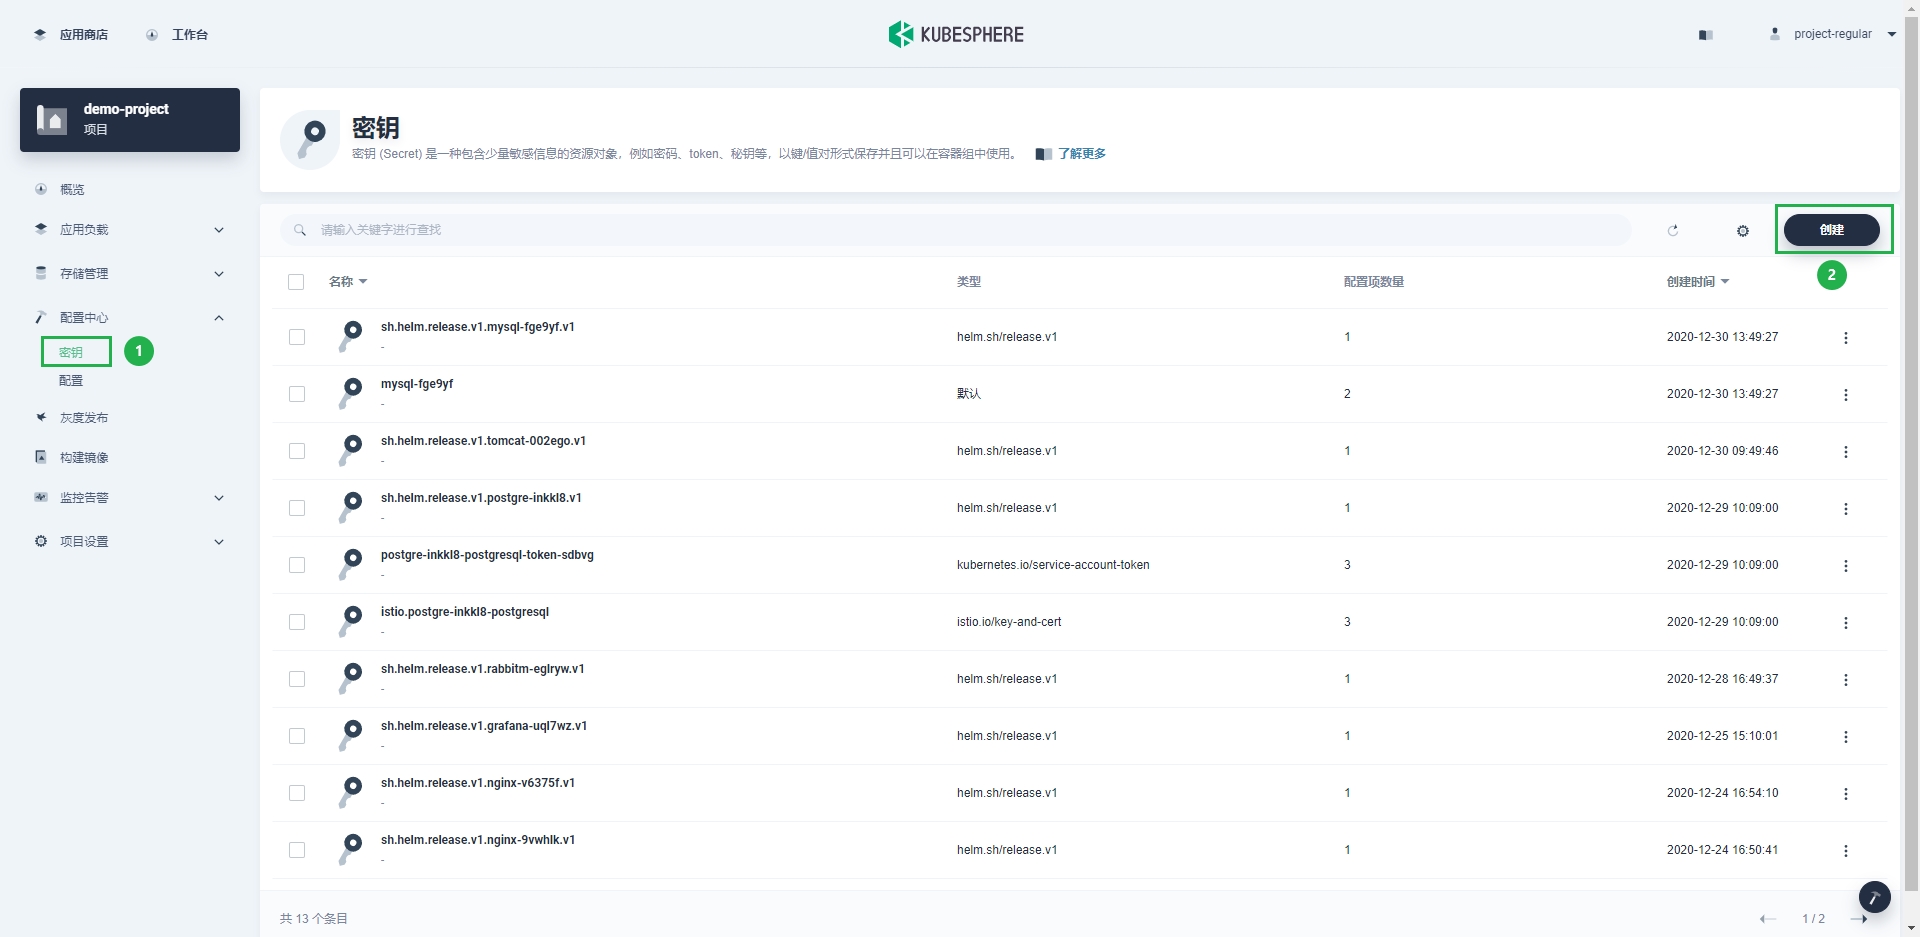 应用商店
工作台
KUBESPHERE
project-regular
demo-project
项目
概览
应用负载
存储管理
配置中心
密钥
1
配置
灰度发布
构建镜像
监控告警
项目设置
密钥
密钥 (Secret) 是一种包含少量敏感信息的资源对象，例如密码、token、秘钥等，以键/值对形式保存并且可以在容器组中使用。 了解更多
请输入关键字进行查找
创建
2
名称 类型 配置项数量 创建时间
sh.helm.release.v1.mysql-fge9yf.v1 helm.sh/release.v1 1 2020-12-30 13:49:27
-
mysql-fge9yf 默认 2 2020-12-30 13:49:27
-
sh.helm.release.v1.tomcat-002ego.v1 helm.sh/release.v1 1 2020-12-30 09:49:46
-
sh.helm.release.v1.postgre-inkkl8.v1 helm.sh/release.v1 1 2020-12-29 10:09:00
-
postgre-inkkl8-postgresql-token-sdbvg kubernetes.io/service-account-token 3 2020-12-29 10:09:00
-
istio.postgre-inkkl8-postgresql istio.io/key-and-cert 3 2020-12-29 10:09:00
-
sh.helm.release.v1.rabbitm-eglryw.v1 helm.sh/release.v1 1 2020-12-28 16:49:37
-
sh.helm.release.v1.grafana-uql7wz.v1 helm.sh/release.v1 1 2020-12-25 15:10:01
-
sh.helm.release.v1.nginx-v6375f.v1 helm.sh/release.v1 1 2020-12-24 16:54:10
-
sh.helm.release.v1.nginx-9vwhlk.v1 helm.sh/release.v1 1 2020-12-24 16:50:41
-
共 13 个条目
1 / 2